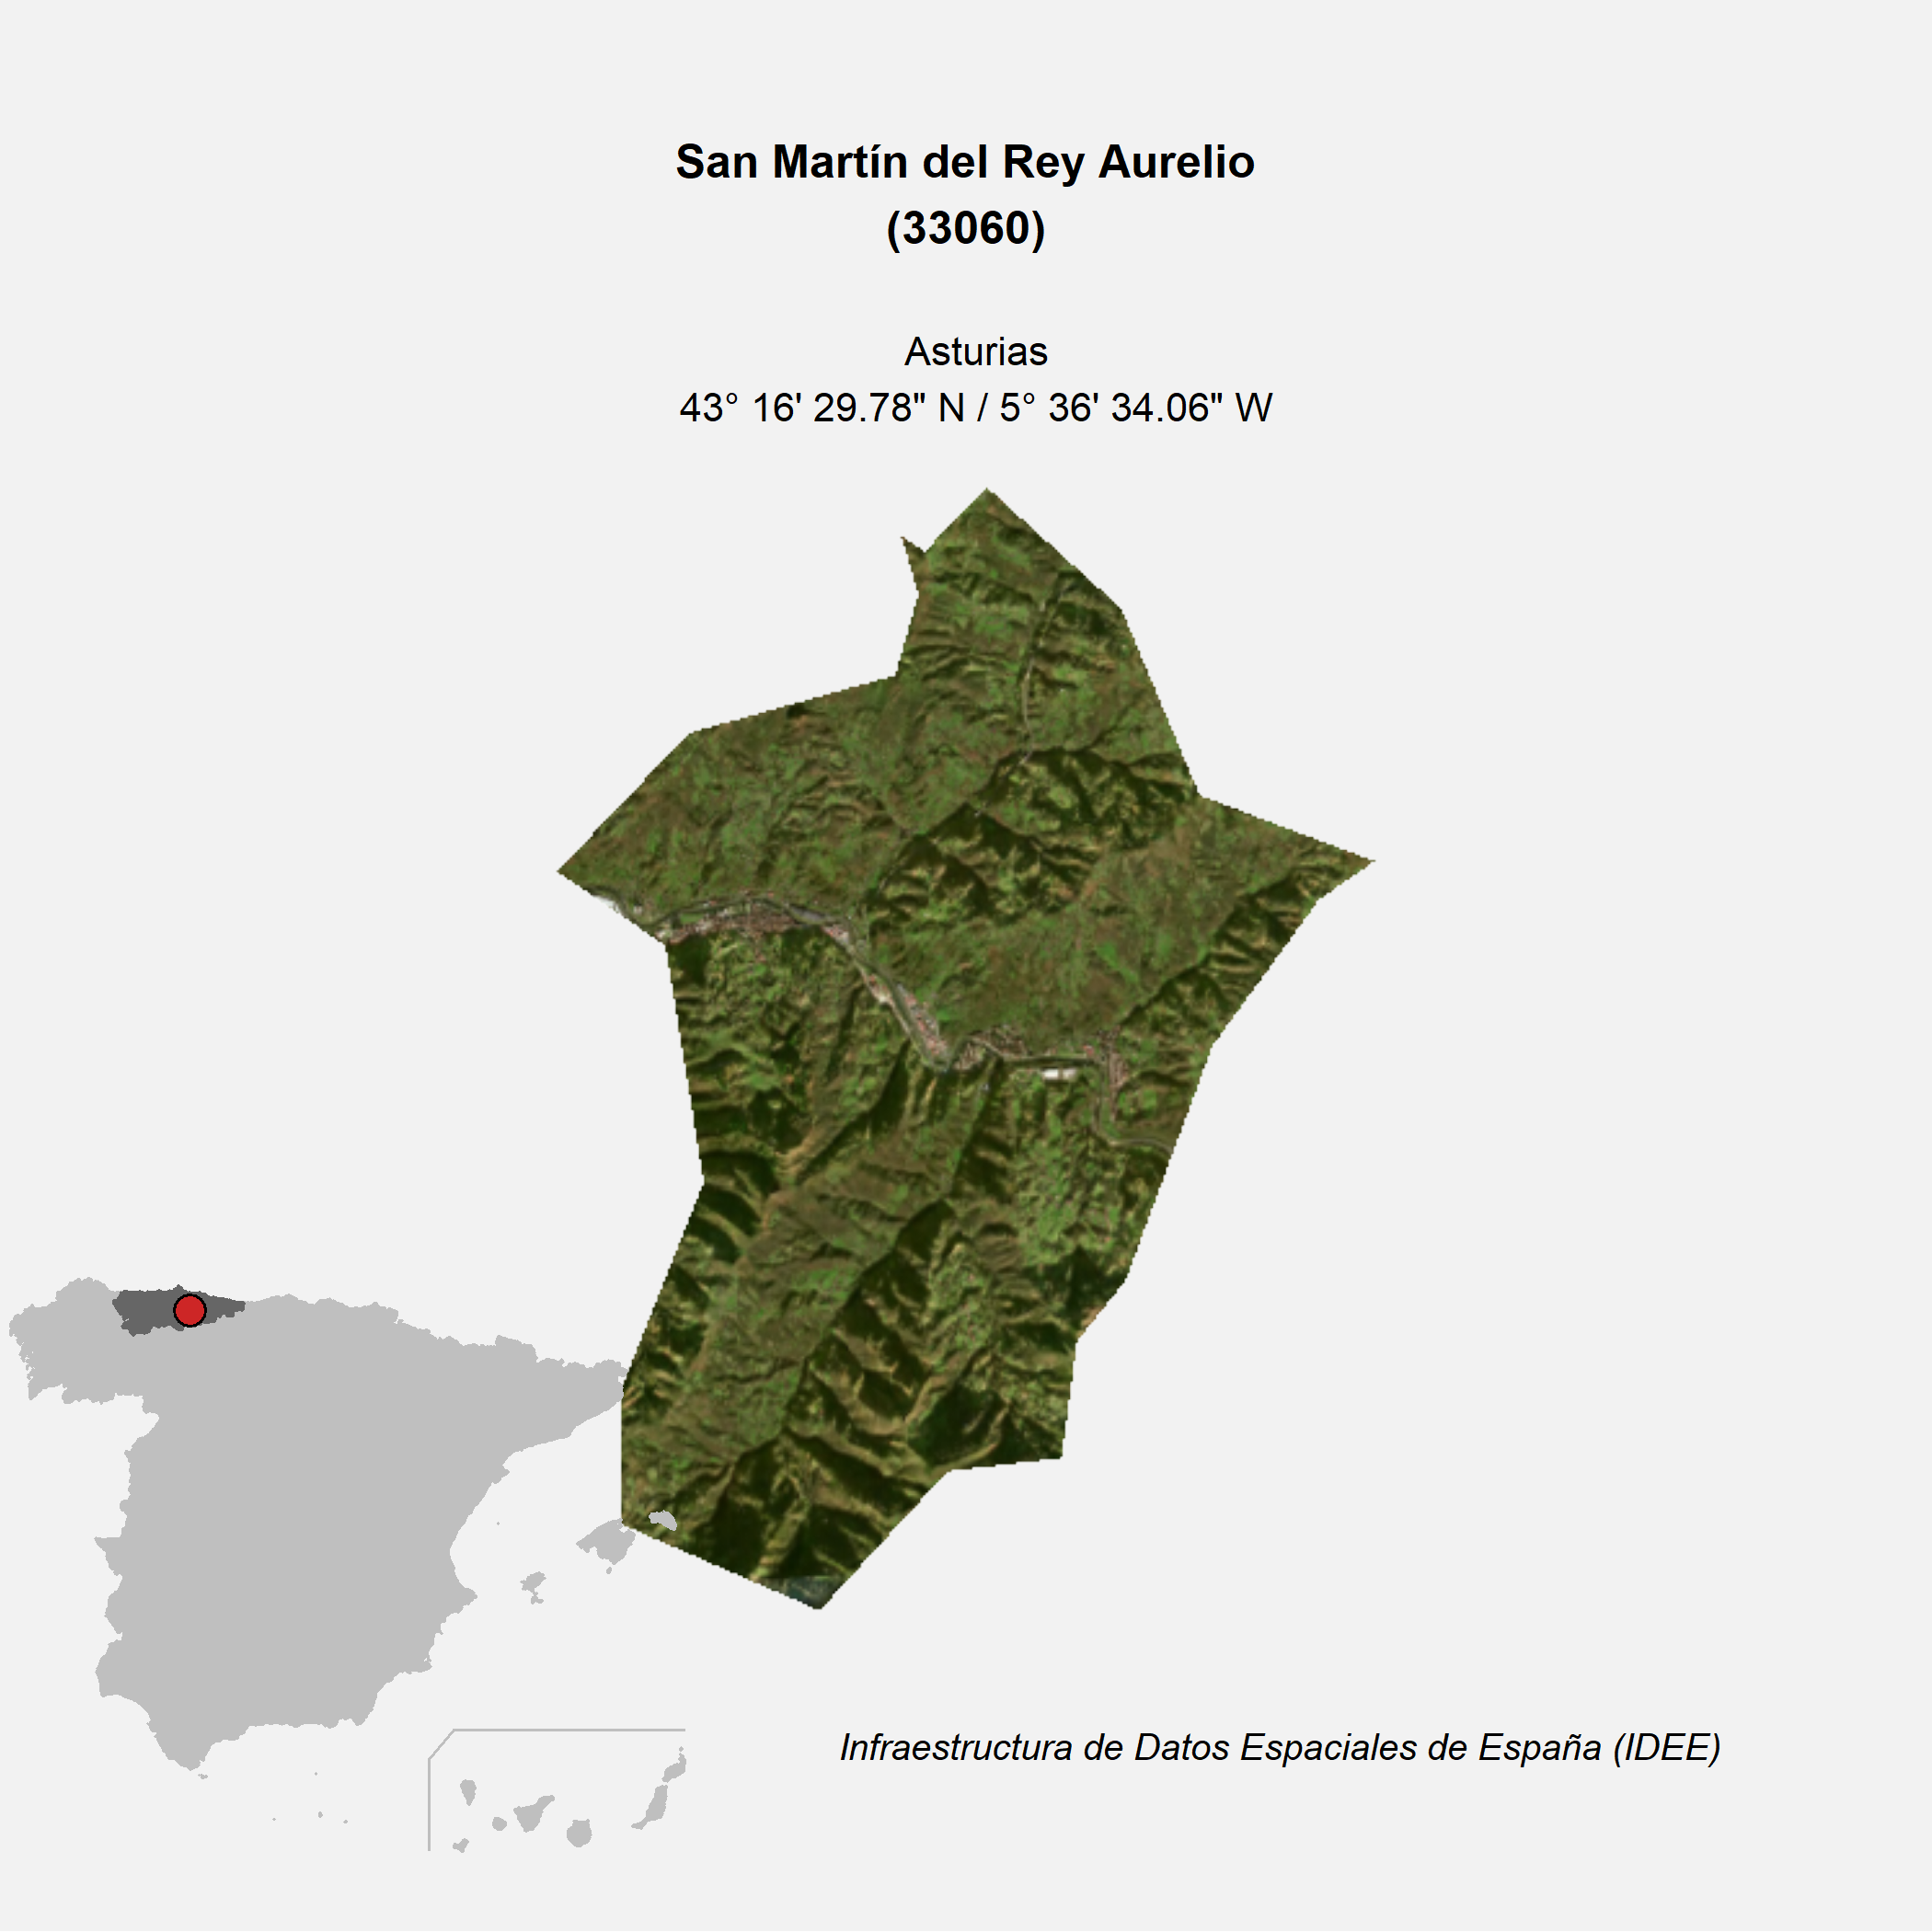 San Martín del Rey Aurelio
(33060)
Asturias
43° 16' 29.78" N / 5° 36' 34.06" W
Infraestructura de Datos Espaciales de España (IDEE)